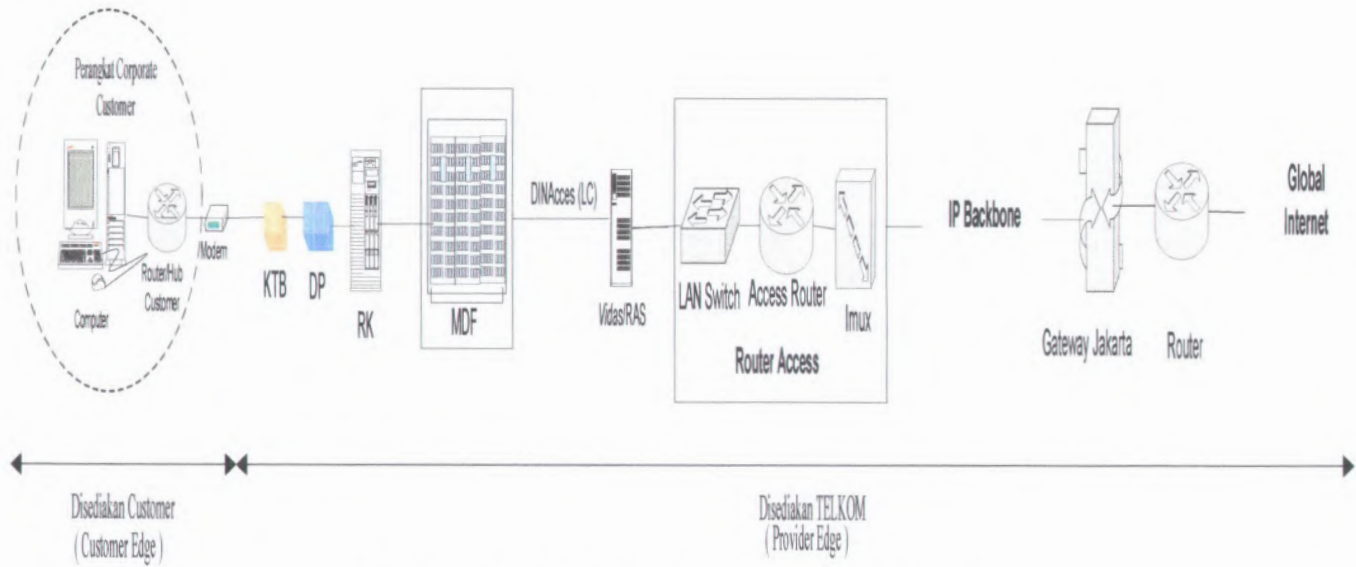 Perangkat Corporate
Customer
Computer
Router/Hub
Customer
/Modem
KTB
DP
RK
MDF
DINAcces (LC)
Vidas/RAS
LAN Switch
Access Router
Imux
Router Access
IP Backbone
Gateway Jakarta
Router
Global
Internet
Disediakan Customer
( Customer Edge )
Disediakan TELKOM
( Provider Edge )